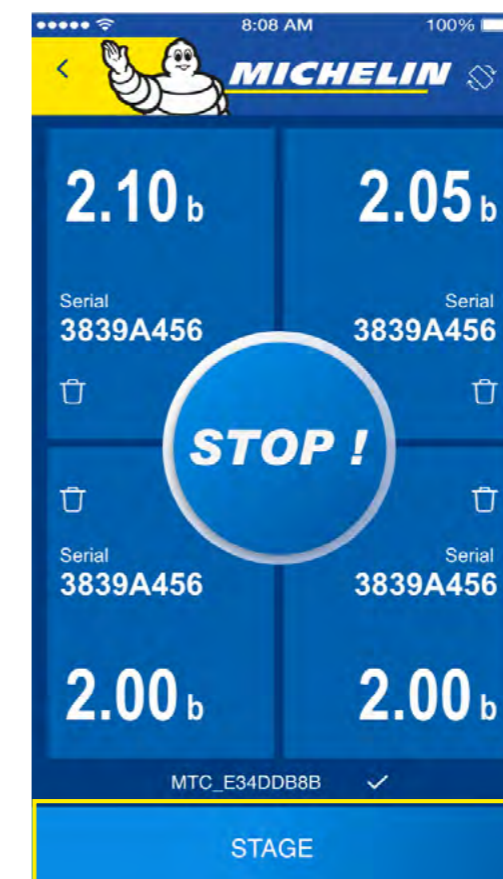 8:08 AM 100%
MICHELIN
2.10 b 2.05 b
Serial Serial
3839A456 3839A456
STOP !
Serial Serial
3839A456 3839A456
2.00 b 2.00 b
MTC_E34DDB8B
STAGE